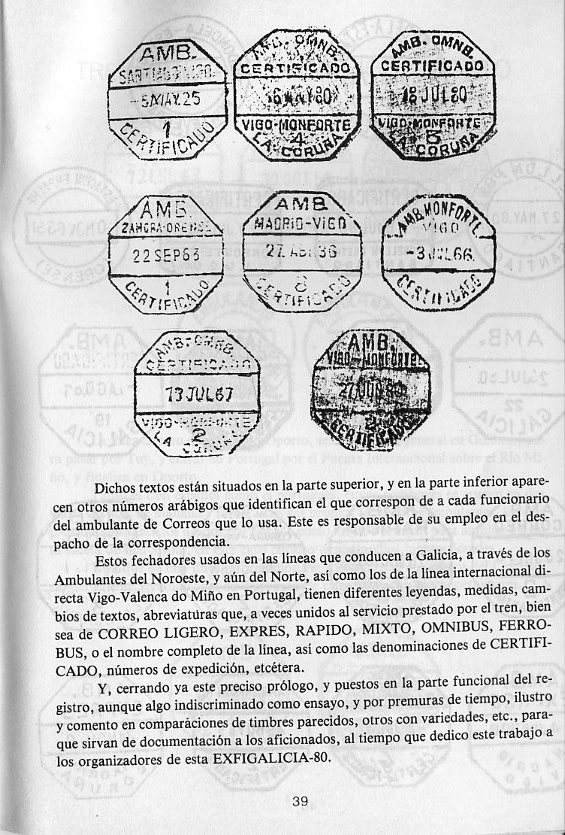 AMB.
5 MAY. 25
1
CERTIFICADO
AMB. OMNB.
CERTIFICADO
VIGO-MONFORTE
4
LA CORUÑA
AMB. OMNB.
CERTIFICADO
18 JUL 80
VIGO-MONFORTE
5
LA CORUÑA
AMB.
ZAMORA-ORENSE
22 SEP 63
1
CERTIFICADO
AMB
MADRID-VIGO
CERTIFICADO
AMB. MONFORTE
VIGO
-3 JUL 66
CERTIFICADO
AMB-OMNB.
CERTIFICADO
13 JUL 67
VIGO-MONFORTE
2
LA CORUÑA
AMB.
VIGO-MONFORTE
2
CERTIFICADO
Dichos textos están situados en la parte superior, y en la parte inferior apare-
cen otros números arábigos que identifican el que correspon de a cada funcionario
del ambulante de Correos que lo usa. Este es responsable de su empleo en el des-
pacho de la correspondencia.
Estos fechadores usados en las líneas que conducen a Galicia, a través de los
Ambulantes del Noroeste, y aún del Norte, así como los de la línea internacional di-
recta Vigo-Valenca do Miño en Portugal, tienen diferentes leyendas, medidas, cam-
bios de textos, abreviaturas que, a veces unidos al servicio prestado por el tren, bien
sea de CORREO LIGERO, EXPRES, RAPIDO, MIXTO, OMNIBUS, FERRO-
BUS, o el nombre completo de la línea, así como las denominaciones de CERTIFI-
CADO, números de expedición, etcétera.
Y, cerrando ya este preciso prólogo, y puestos en la parte funcional del re-
gistro, aunque algo indiscriminado como ensayo, y por premuras de tiempo, ilustro
y comento en comparáciones de timbres parecidos, otros con variedades, etc., para-
que sirvan de documentación a los aficionados, al tiempo que dedico este trabajo a
los organizadores de esta EXFIGALICIA-80.
39